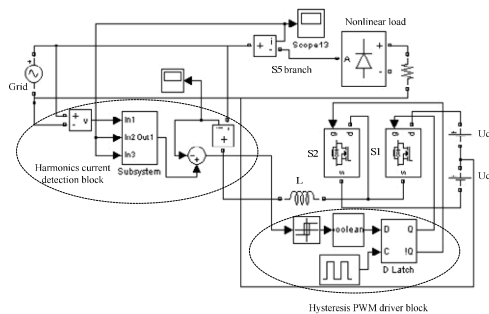 Nonlinear load
Scope13
+
i
-
S5 branch
A
+
-
Grid
+
-
v
In1
In2 Out1
In3
Subsystem
Harmonics current
detection block
+
-
i
S2
S1
g
d
s
g
d
s
Uc
Uc
L
oolean
D
Q
C
!Q
D Latch
Hysteresis PWM driver block